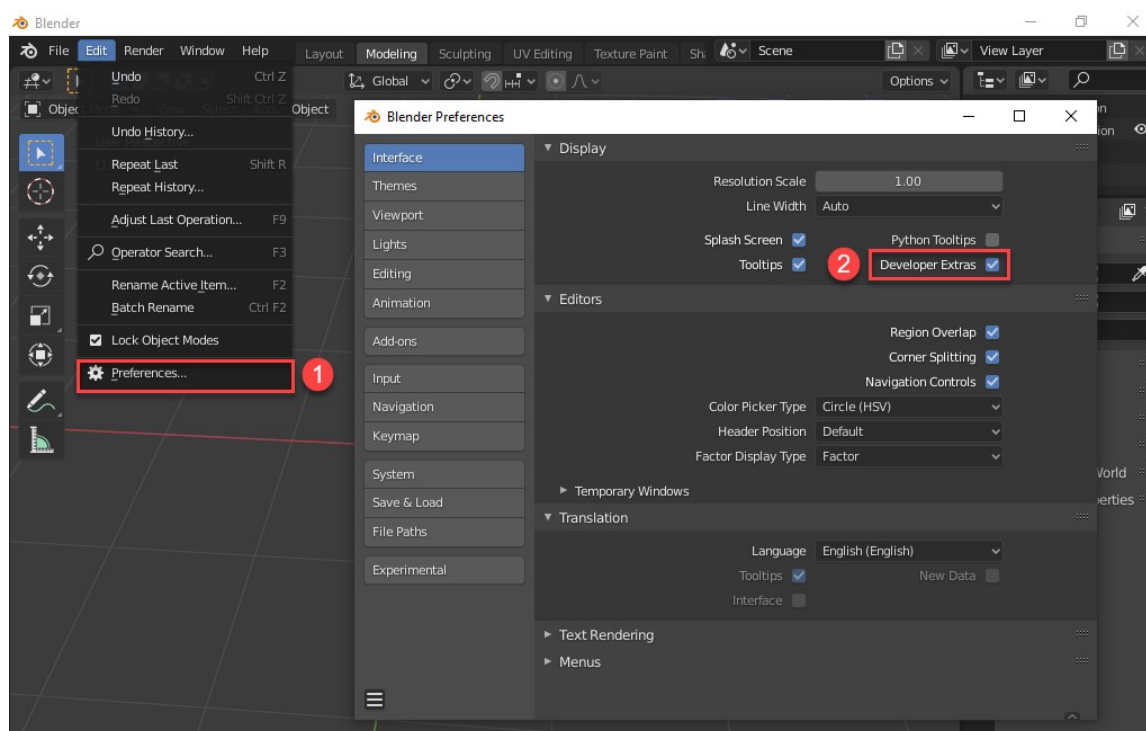 Blender
File Edit Render Window Help Layout Modeling Sculpting UV Editing Texture Paint Sh Scene View Layer
Undo Ctrl Z Global Options
Redo Shift Ctrl Z
Objec Object
Undo History...
Repeat Last Shift R
Repeat History...
Adjust Last Operation... F9
Operator Search... F3
Rename Active Item... F2
Batch Rename Ctrl F2
Lock Object Modes
Preferences... 1
Blender Preferences
Interface
Themes
Viewport
Lights
Editing
Animation
Add-ons
Input
Navigation
Keymap
System
Save & Load
File Paths
Experimental
Display
Resolution Scale 1.00
Line Width Auto
Splash Screen Python Tooltips
Tooltips 2 Developer Extras
Editors
Region Overlap
Corner Splitting
Navigation Controls
Color Picker Type Circle (HSV)
Header Position Default
Factor Display Type Factor
Temporary Windows
Translation
Language English (English)
Tooltips New Data
Interface
Text Rendering
Menus
on
ion
World
perties